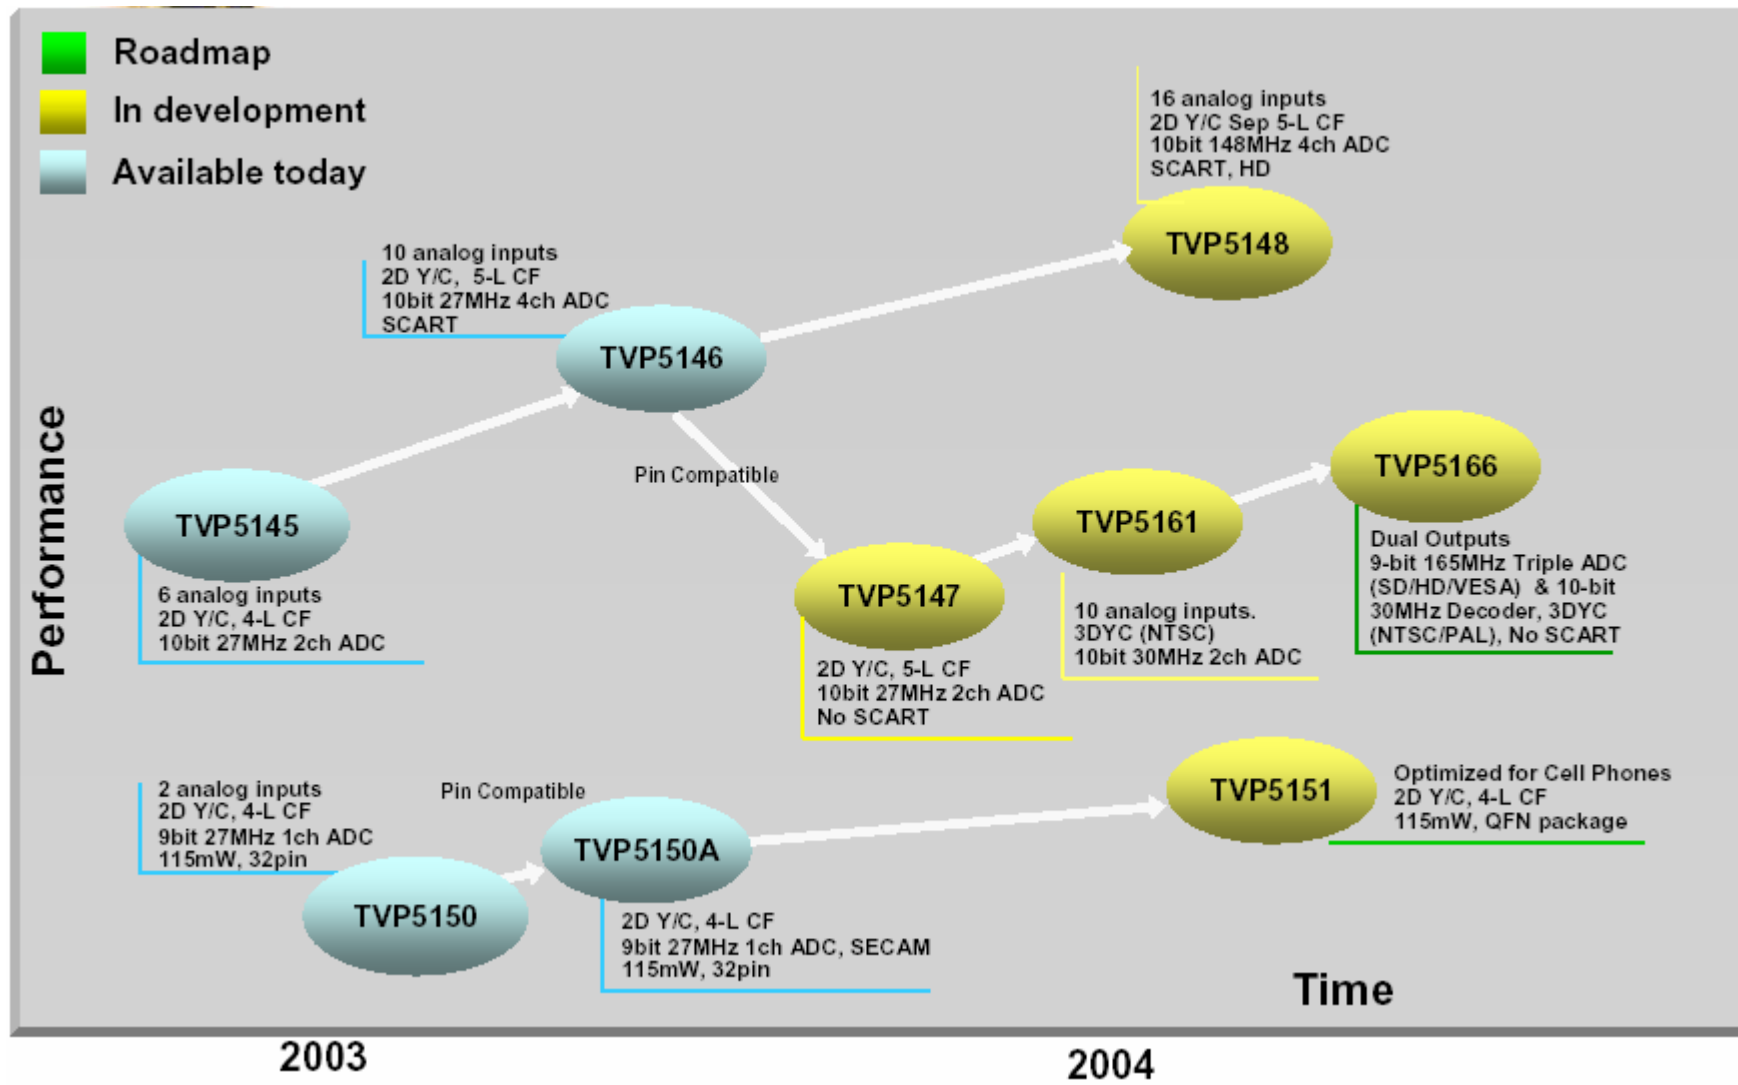 Roadmap
In development
Available today
16 analog inputs
2D Y/C Sep 5-L CF
10bit 148MHz 4ch ADC
SCART, HD
TVP5148
10 analog inputs
2D Y/C, 5-L CF
10bit 27MHz 4ch ADC
SCART
TVP5146
Pin Compatible
TVP5145
6 analog inputs
2D Y/C, 4-L CF
10bit 27MHz 2ch ADC
TVP5147
2D Y/C, 5-L CF
10bit 27MHz 2ch ADC
No SCART
TVP5161
10 analog inputs.
3DYC (NTSC)
10bit 30MHz 2ch ADC
TVP5166
Dual Outputs
9-bit 165MHz Triple ADC
(SD/HD/VESA) & 10-bit
30MHz Decoder, 3DYC
(NTSC/PAL), No SCART
Performance
2 analog inputs
2D Y/C, 4-L CF
9bit 27MHz 1ch ADC
115mW, 32pin
TVP5150
Pin Compatible
TVP5150A
2D Y/C, 4-L CF
9bit 27MHz 1ch ADC, SECAM
115mW, 32pin
TVP5151
Optimized for Cell Phones
2D Y/C, 4-L CF
115mW, QFN package
Time
2003
2004